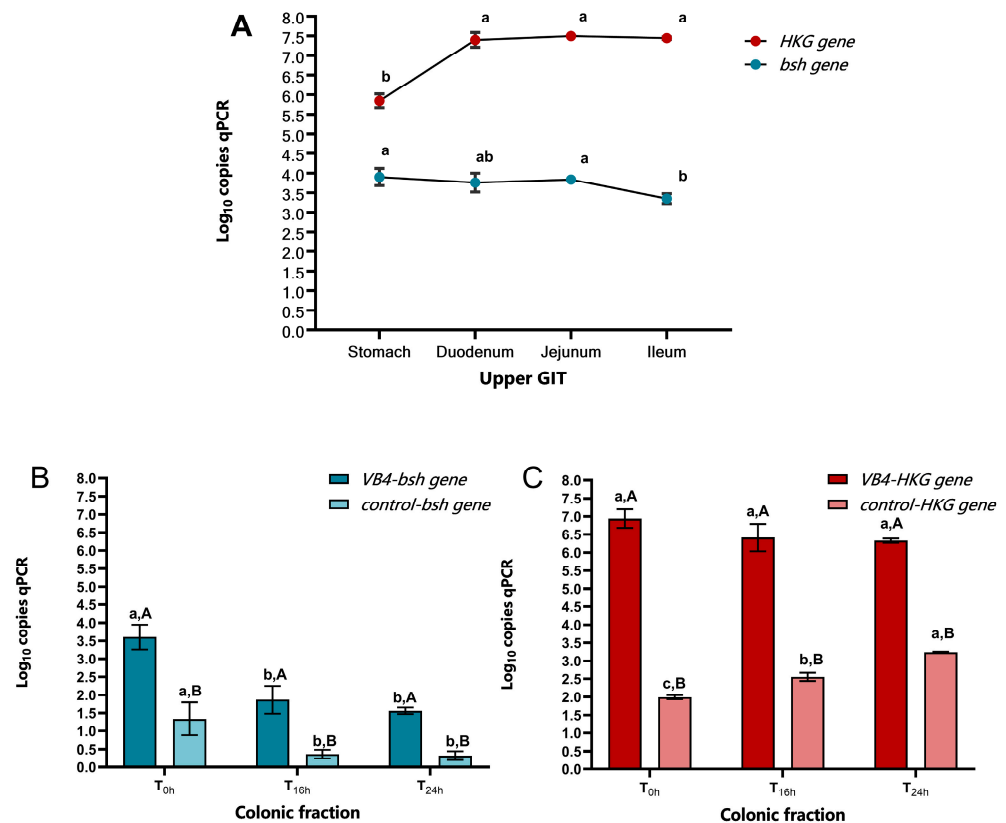 A
Log10 copies qPCR
8.0
7.5
7.0
6.5
6.0
5.5
5.0
4.5
4.0
3.5
3.0
2.5
2.0
1.5
1.0
0.5
0.0
a
a
a
b
a
ab
a
b
HKG gene
bsh gene
Stomach Duodenum Jejunum Ileum
Upper GIT
B
Log10 copies qPCR
8.0
7.5
7.0
6.5
6.0
5.5
5.0
4.5
4.0
3.5
3.0
2.5
2.0
1.5
1.0
0.5
0.0
VB4-bsh gene
control-bsh gene
a,A
a,B
b,A
b,B
b,A
b,B
T0h T16h T24h
Colonic fraction
C
Log10 copies qPCR
8.0
7.5
7.0
6.5
6.0
5.5
5.0
4.5
4.0
3.5
3.0
2.5
2.0
1.5
1.0
0.5
0.0
VB4-HKG gene
control-HKG gene
a,A
c,B
a,A
b,B
a,A
a,B
T0h T16h T24h
Colonic fraction